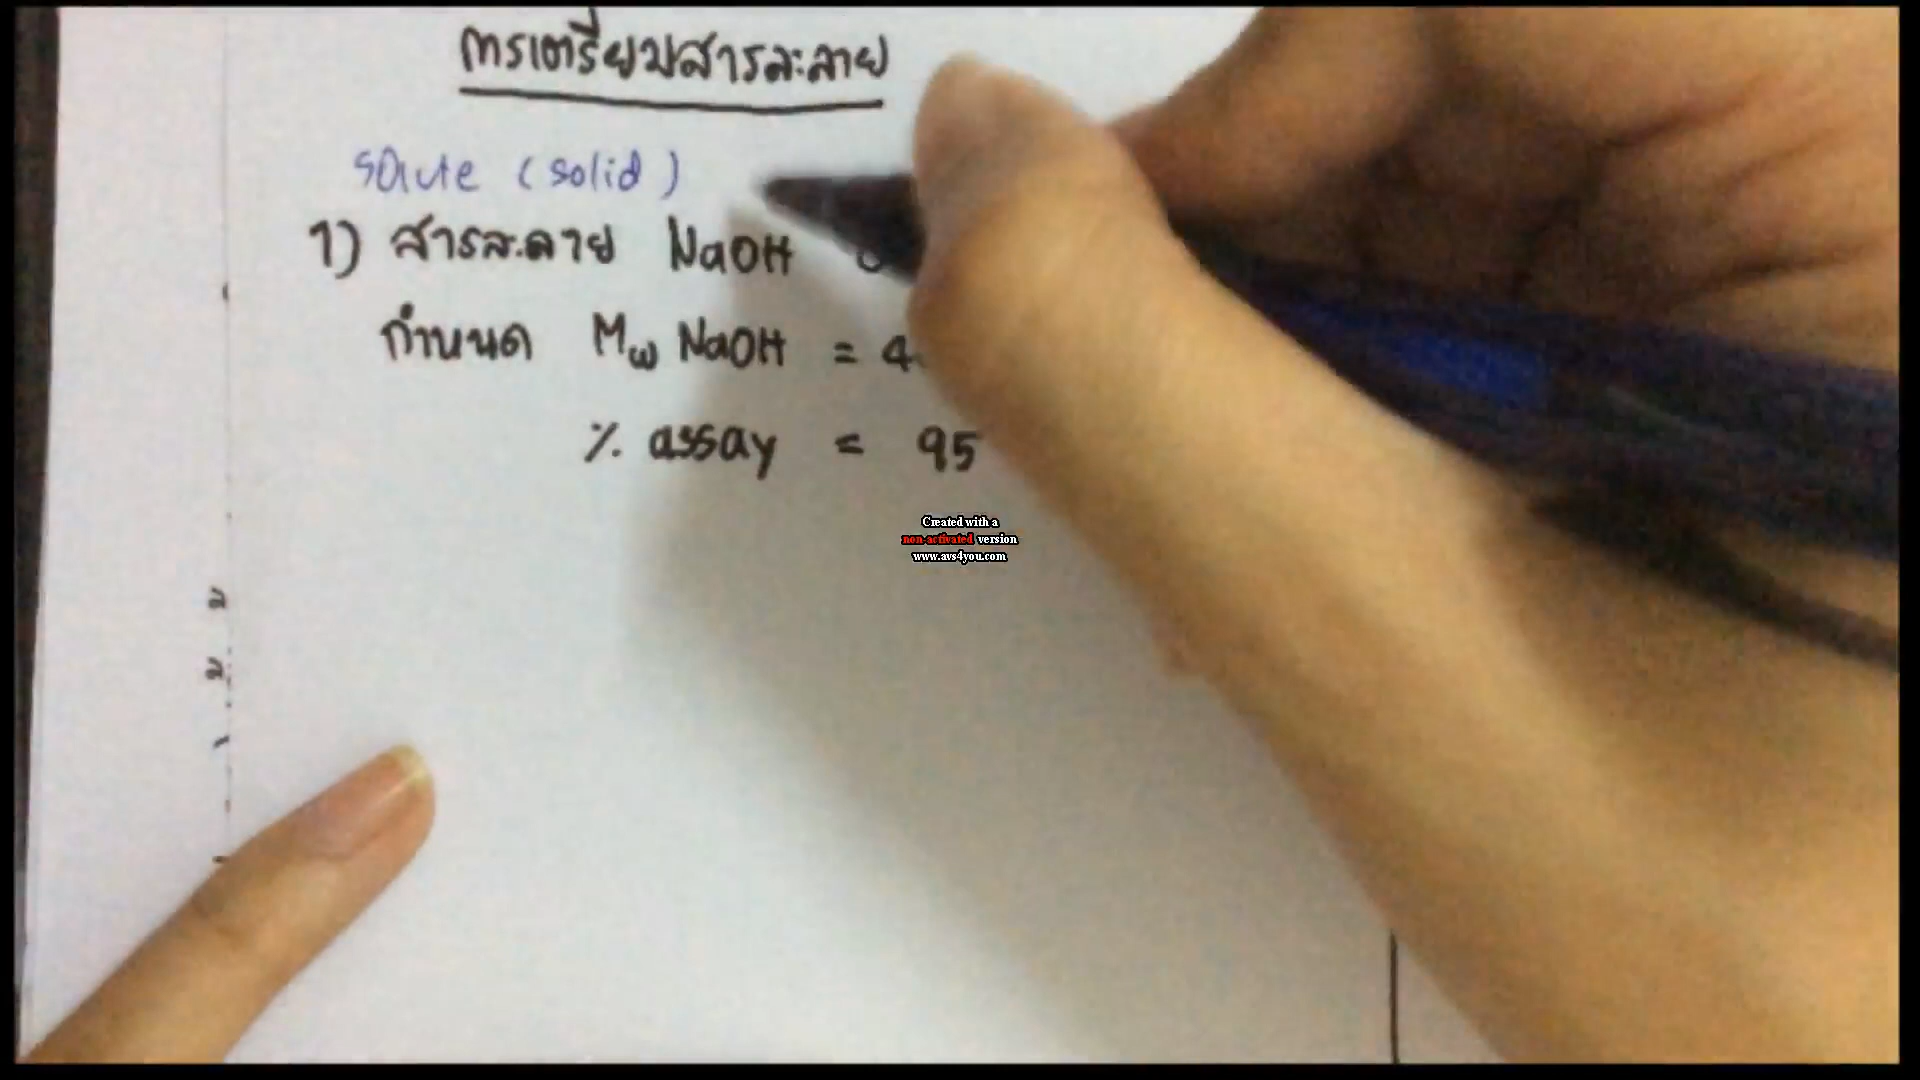 การเตรียมสารละลาย
solute (solid)
1) สารละลาย NaOH
กำหนด Mw NaOH = 4
% assay = 95
Created with a
non-activated version
www.avs4you.com